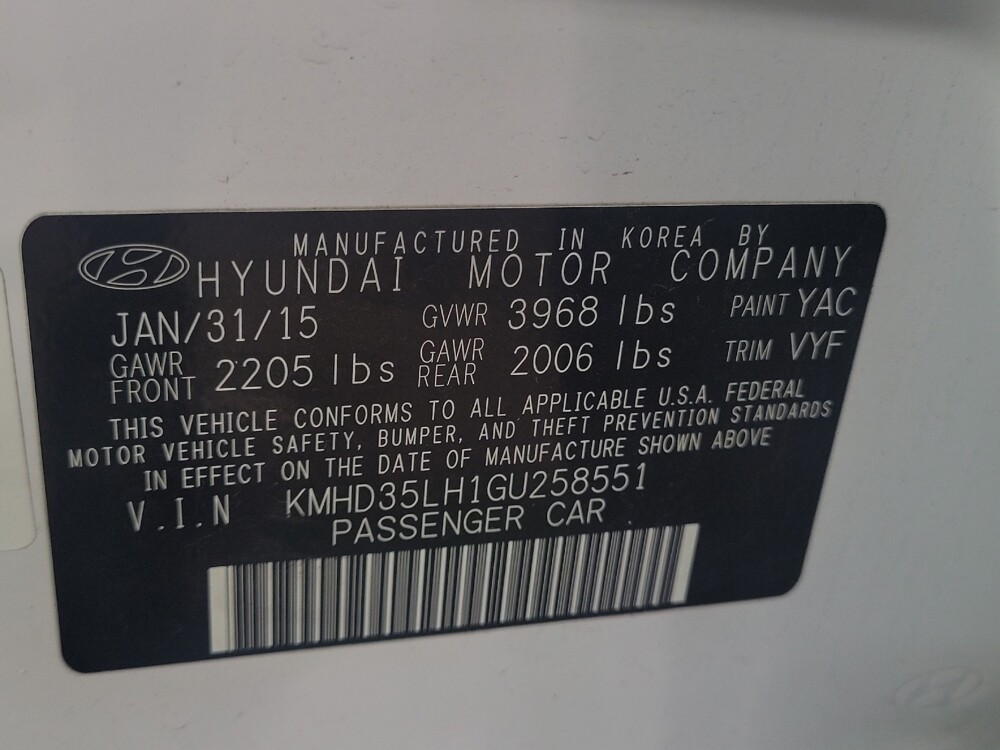 MANUFACTURED IN KOREA BY
HYUNDAI MOTOR COMPANY
JAN/31/15 GVWR 3968 lbs PAINT YAC
GAWR FRONT 2205 lbs GAWR REAR 2006 lbs TRIM VYF
THIS VEHICLE CONFORMS TO ALL APPLICABLE U.S.A. FEDERAL
MOTOR VEHICLE SAFETY, BUMPER, AND THEFT PREVENTION STANDARDS
IN EFFECT ON THE DATE OF MANUFACTURE SHOWN ABOVE
V.I.N KMHD35LH1GU258551
PASSENGER CAR